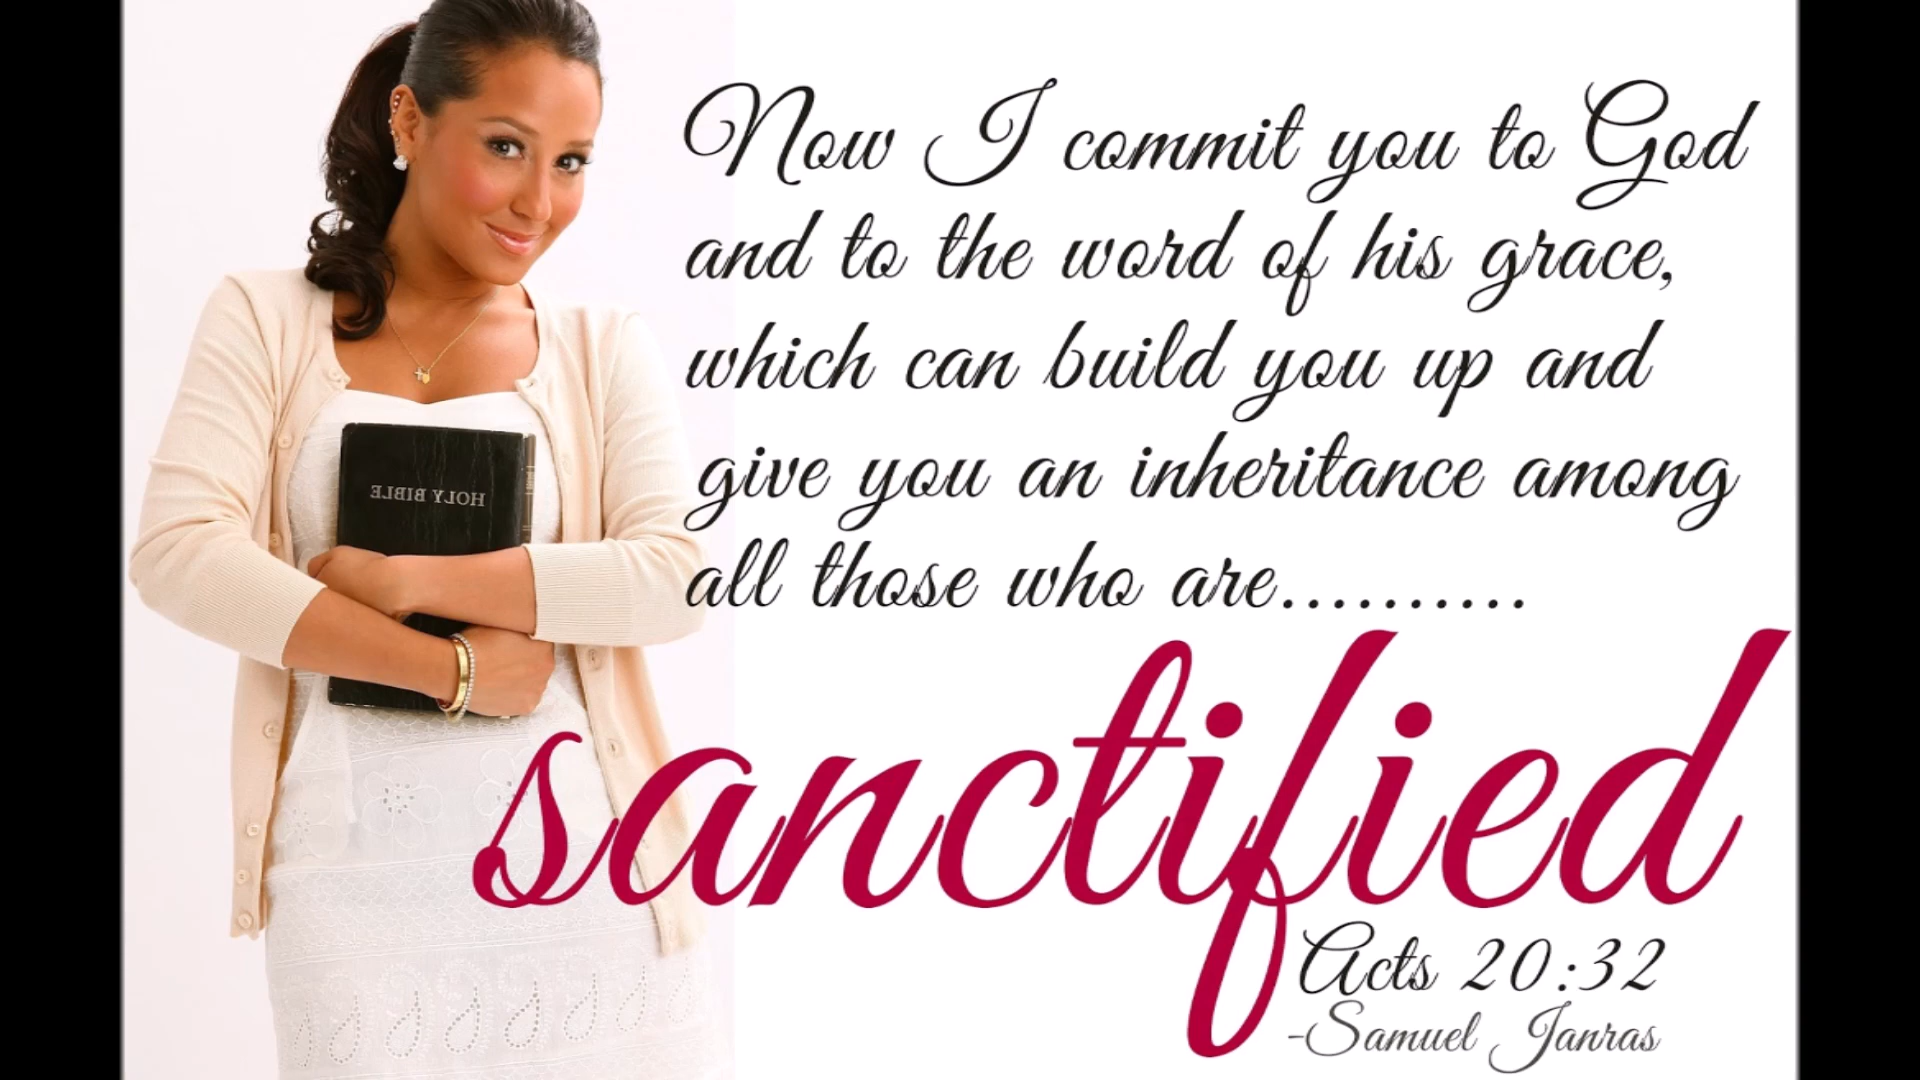 Now I commit you to God
and to the word of his grace,
which can build you up and
give you an inheritance among
all those who are..........
sanctified
Acts 20:32
-Samuel Janras
HOLY BIBLE